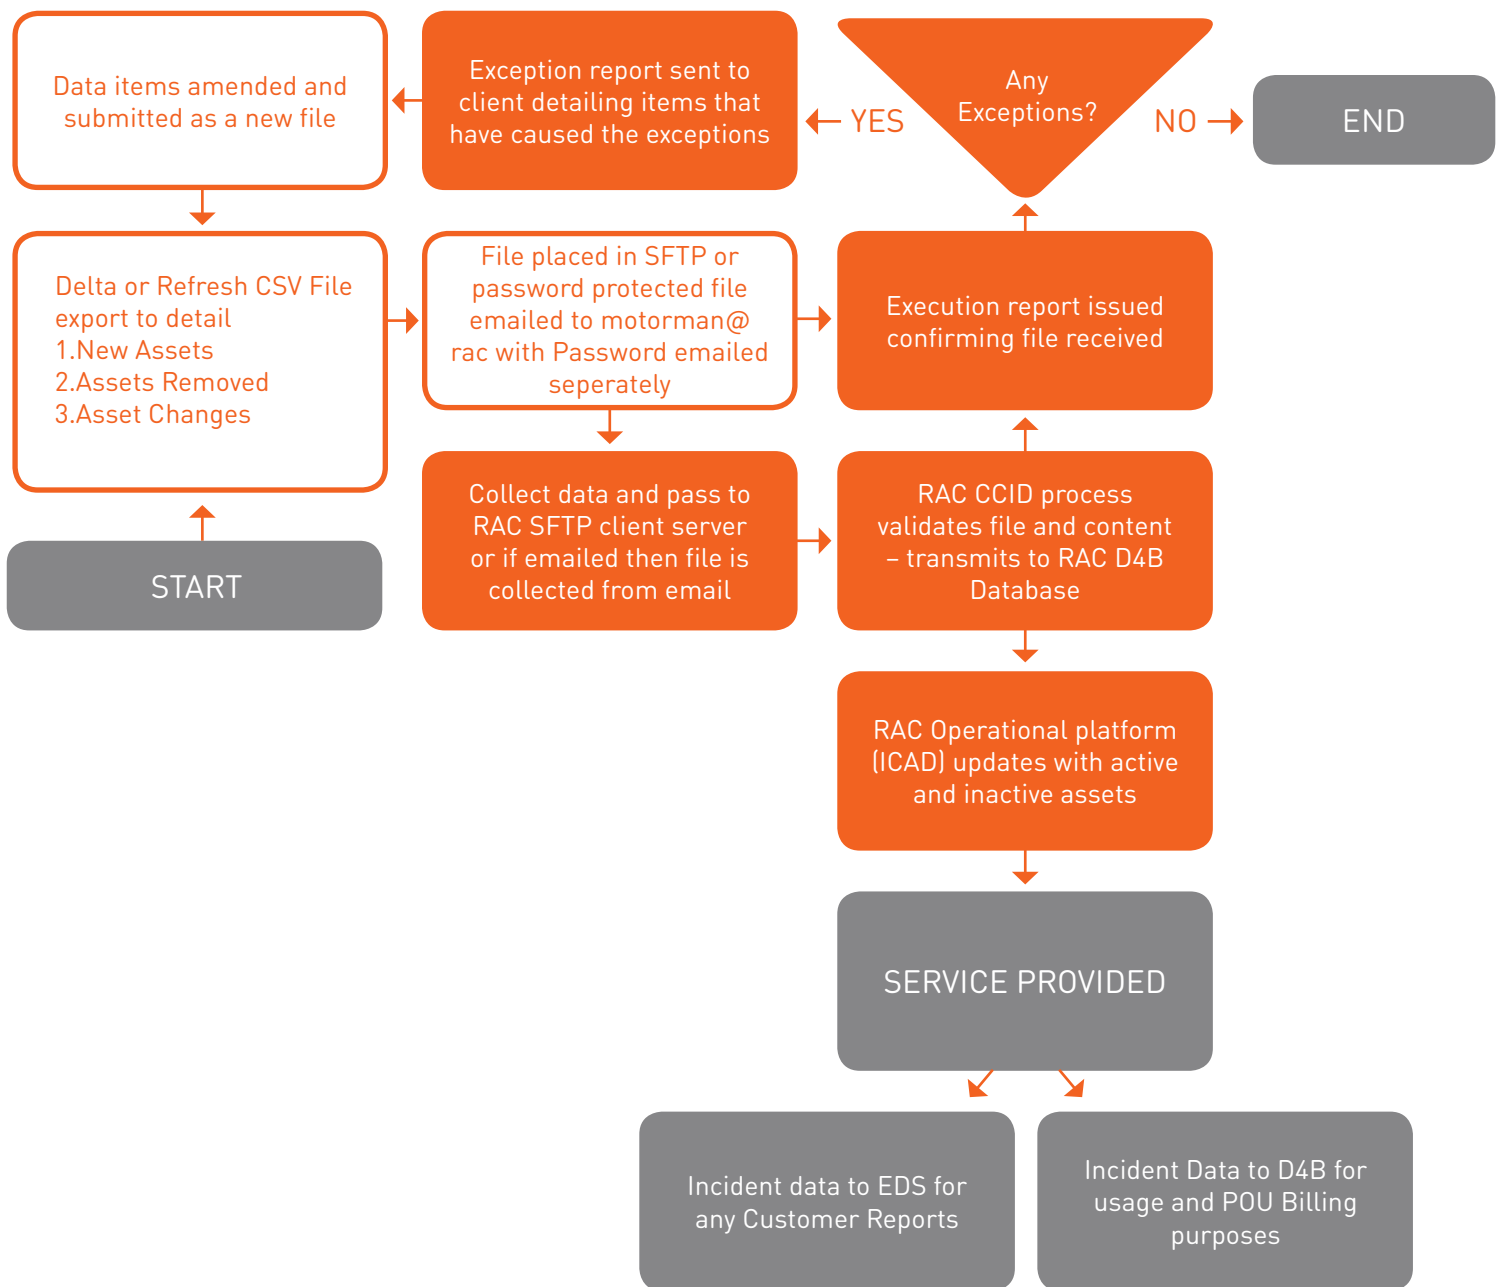 Data items amended and
submitted as a new file
Exception report sent to
client detailing items that
have caused the exceptions
YES
Any
Exceptions?
NO
END
Delta or Refresh CSV File
export to detail
1.New Assets
2.Assets Removed
3.Asset Changes
File placed in SFTP or
password protected file
emailed to motorman@
rac with Password emailed
seperately
Execution report issued
confirming file received
START
Collect data and pass to
RAC SFTP client server
or if emailed then file is
collected from email
RAC CCID process
validates file and content
– transmits to RAC D4B
Database
RAC Operational platform
(ICAD) updates with active
and inactive assets
SERVICE PROVIDED
Incident data to EDS for
any Customer Reports
Incident Data to D4B for
usage and POU Billing
purposes